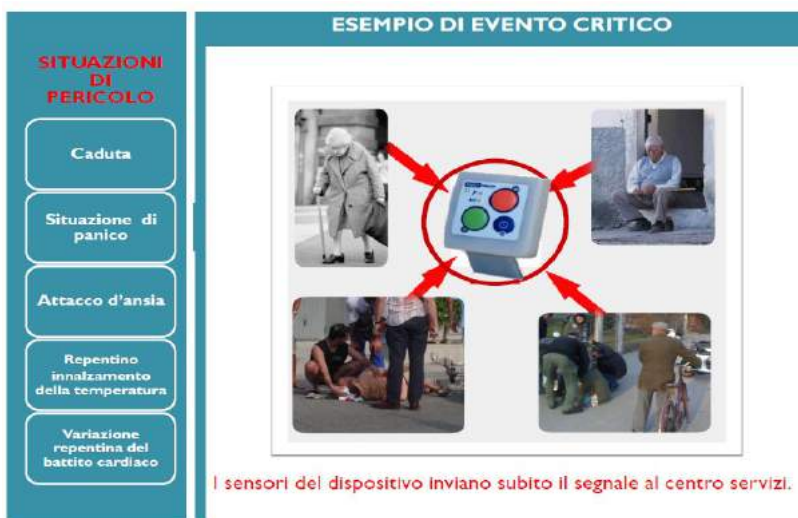 ESEMPIO DI EVENTO CRITICO
SITUAZIONI
DI
PERICOLO
Caduta
Situazione di
panico
Attacco d'ansia
Repentino
innalzamento
della temperatura
Variazione
repentina del
battito cardiaco
I sensori del dispositivo inviano subito il segnale al centro servizi.